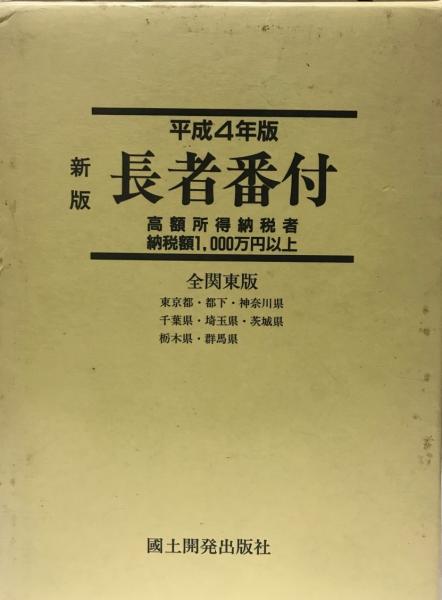 平成4年版
新版
長者番付
高額所得納税者
納税額1,000万円以上
全関東版
東京都・都下・神奈川県
千葉県・埼玉県・茨城県
栃木県・群馬県
國土開発出版社